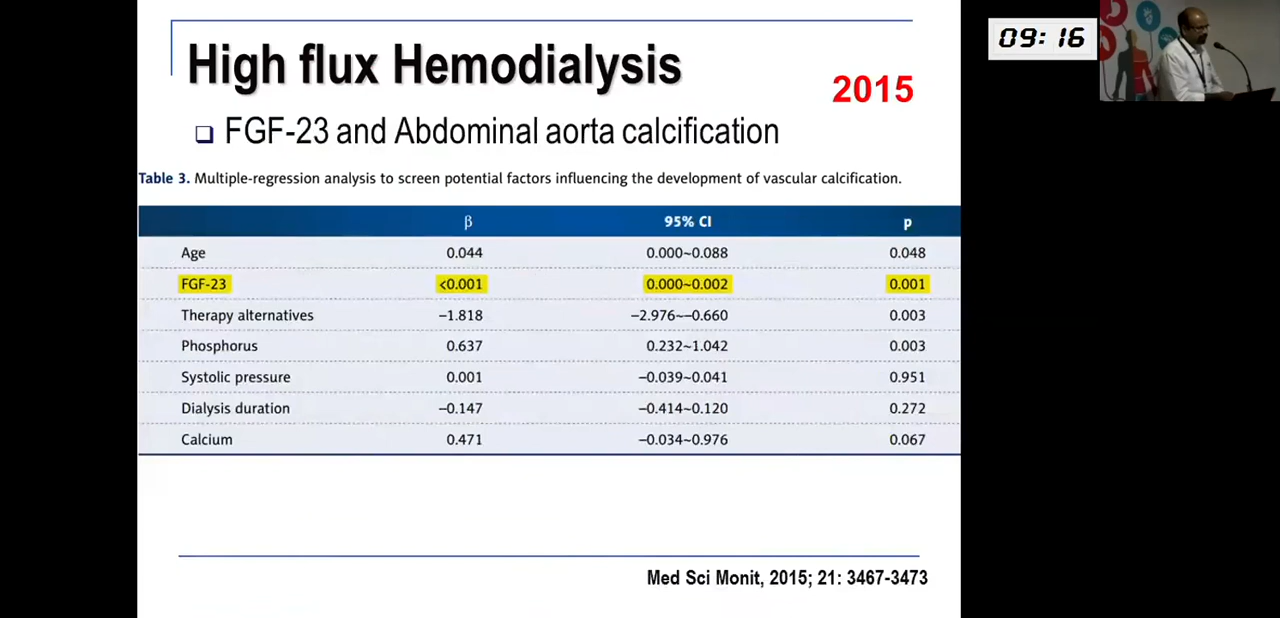 High flux Hemodialysis
2015
09:16
❑ FGF-23 and Abdominal aorta calcification
Table 3. Multiple-regression analysis to screen potential factors influencing the development of vascular calcification.
β 95% CI p
Age 0.044 0.000~0.088 0.048
FGF-23 <0.001 0.000~0.002 0.001
Therapy alternatives −1.818 −2.976~−0.660 0.003
Phosphorus 0.637 0.232~1.042 0.003
Systolic pressure 0.001 −0.039~0.041 0.951
Dialysis duration −0.147 −0.414~0.120 0.272
Calcium 0.471 −0.034~0.976 0.067
Med Sci Monit, 2015; 21: 3467-3473